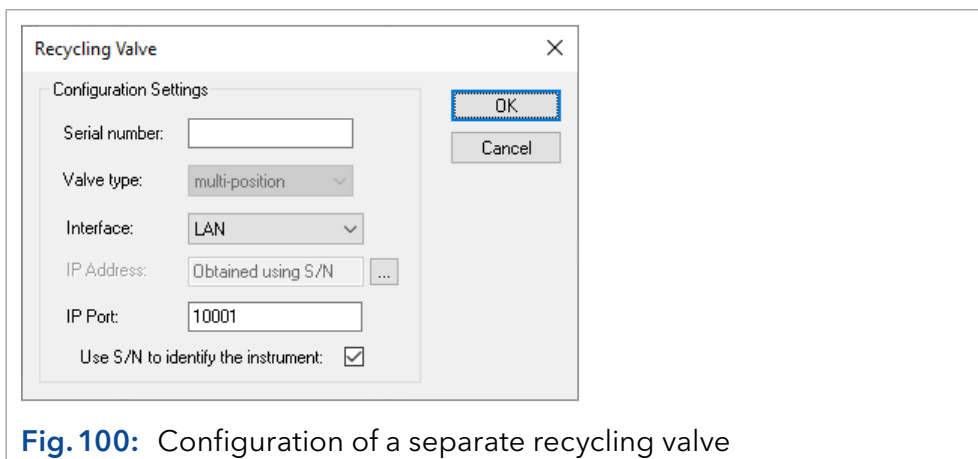 Recycling Valve
Configuration Settings
OK
Serial number:
Cancel
Valve type: multi-position
Interface: LAN
IP Address: Obtained using S/N ...
IP Port: 10001
Use S/N to identify the instrument:
Fig. 100: Configuration of a separate recycling valve